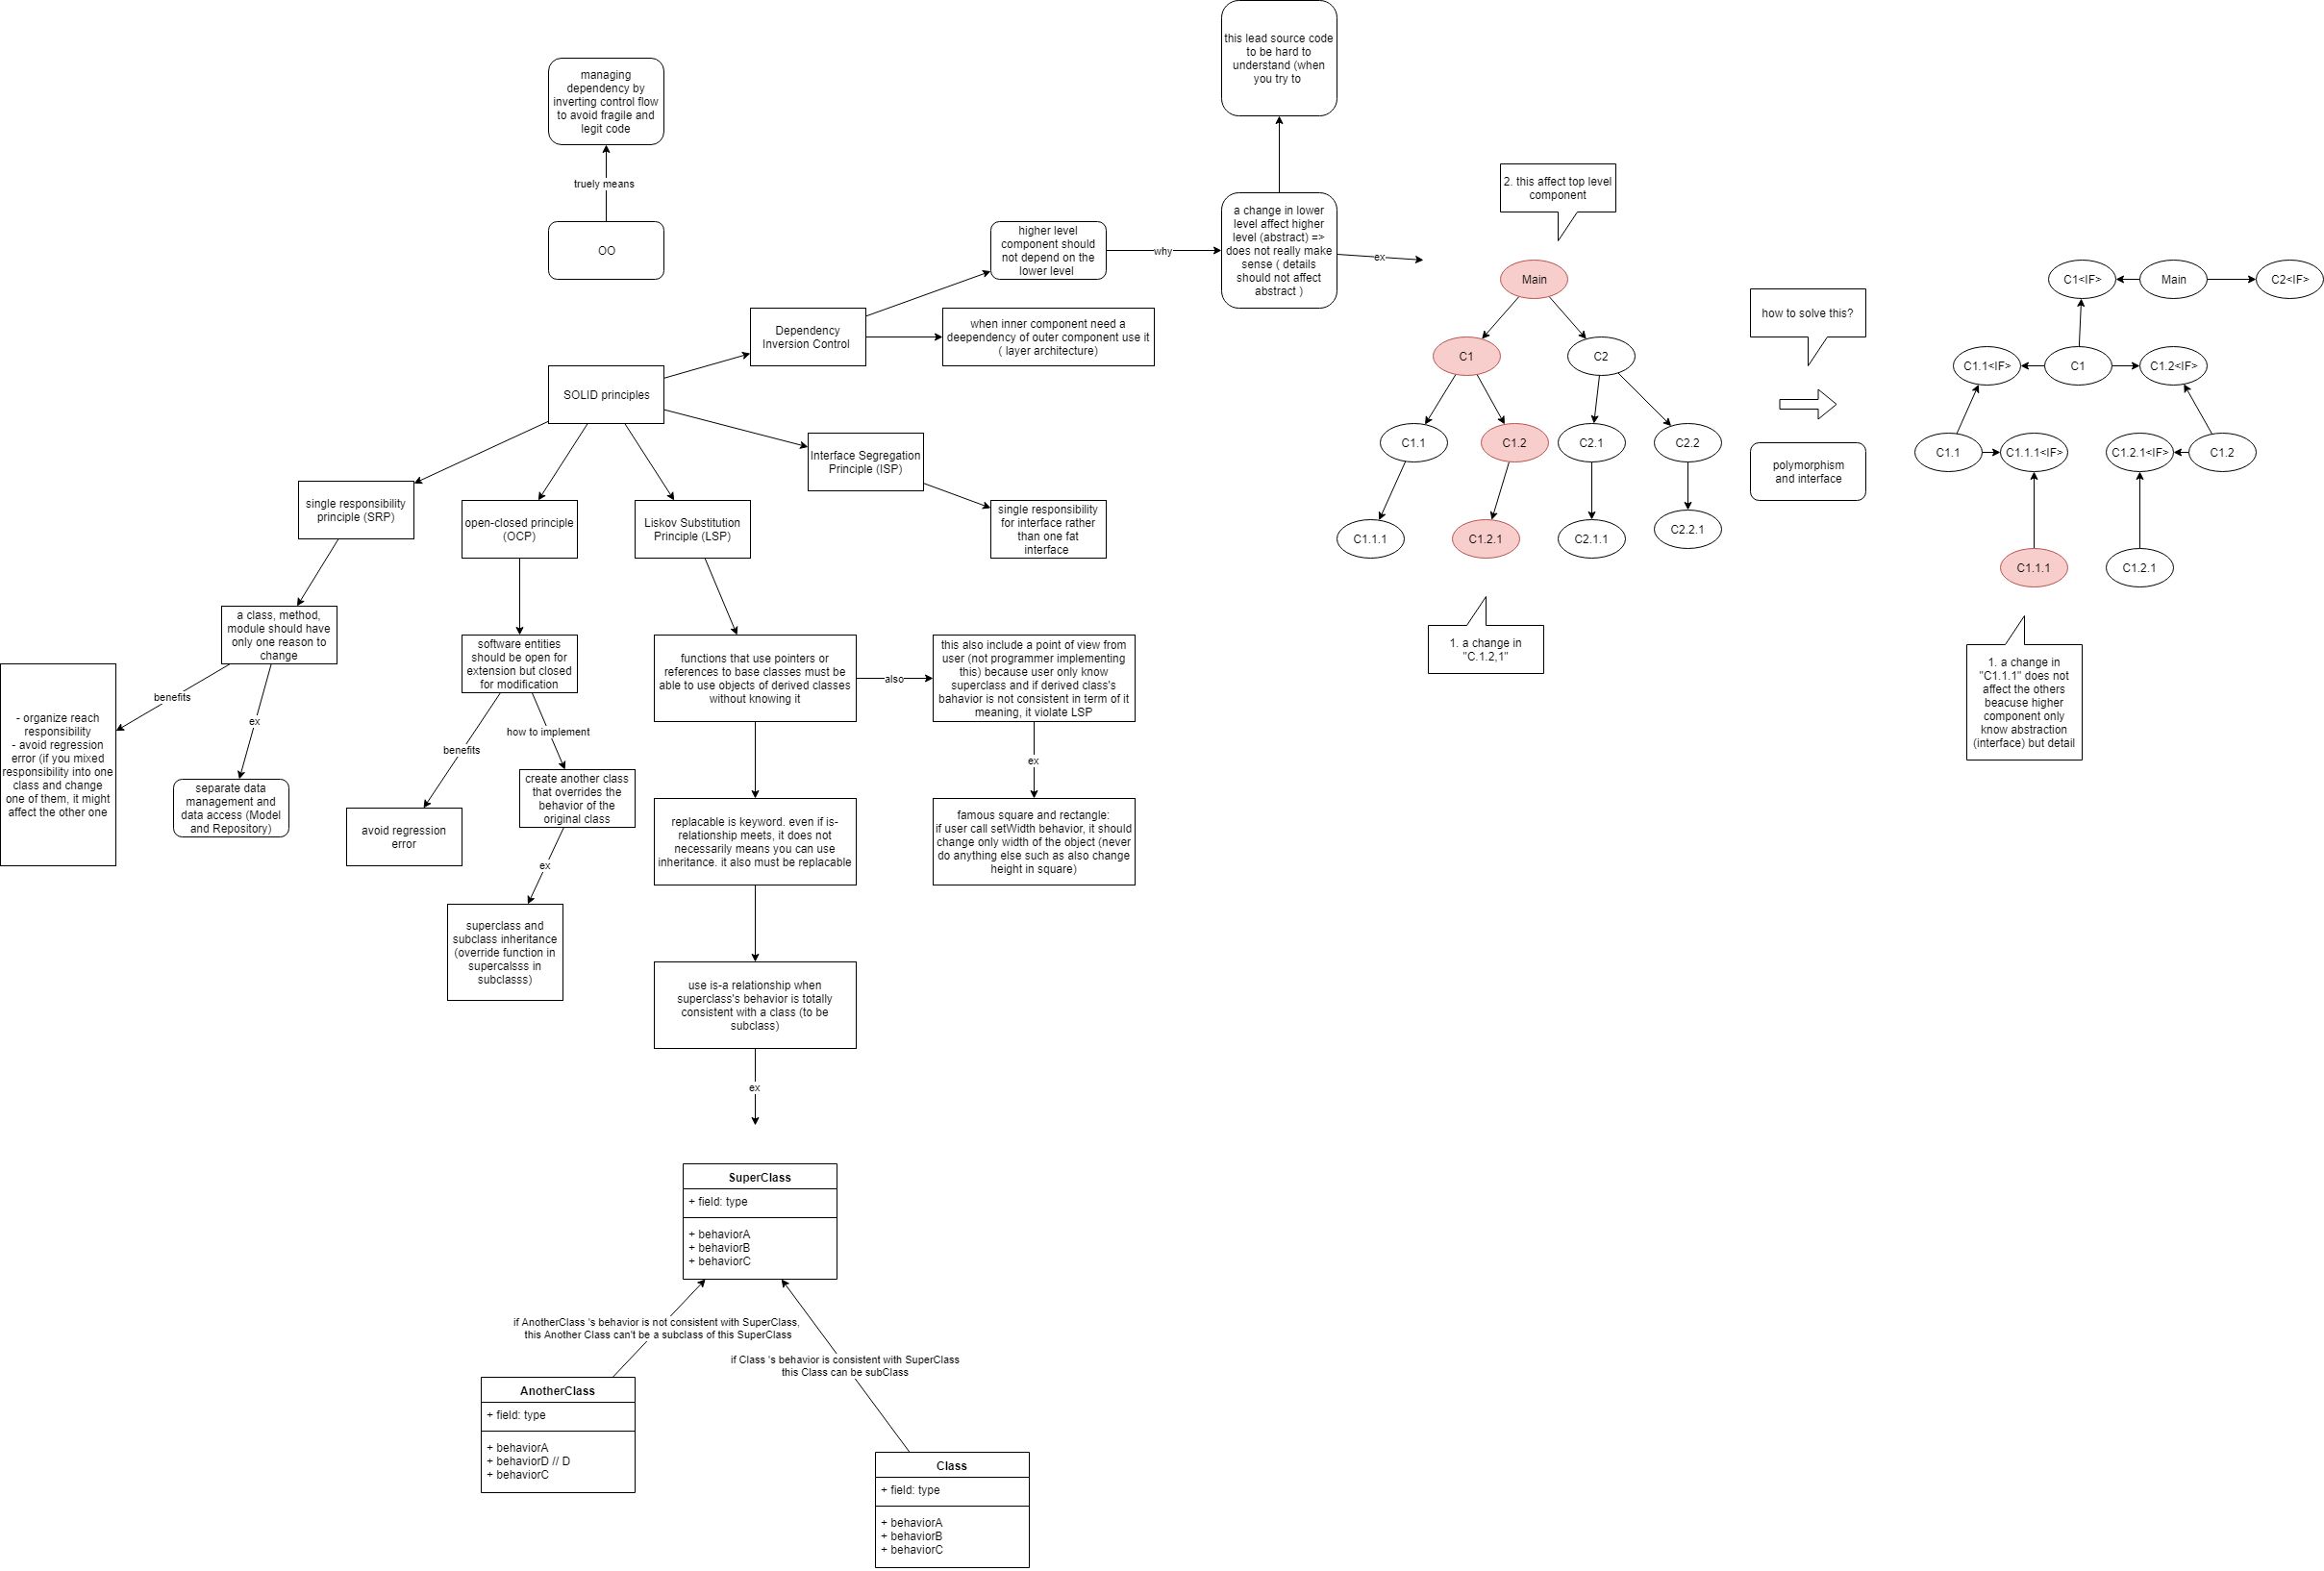 this lead source code
to be hard to
understand (when
you try to
managing
dependency by
inverting control flow
to avoid fragile and
legit code
truely means
OO
2. this affect top level
component
higher level
component should
not depend on the
lower level
why
a change in lower
level affect higher
level (abstract) =>
does not really make
sense ( details
should not affect
abstract )
ex
Main
C1
C2
C1.1
C1.2
C2.1
C2.2
C1.1.1
C1.2.1
C2.1.1
C2.2.1
1. a change in
"C.1.2,1"
how to solve this?
polymorphism
and interface
C1<IF>
Main
C2<IF>
C1.1<IF>
C1
C1.2<IF>
C1.1
C1.1.1<IF>
C1.2.1<IF>
C1.2
C1.1.1
C1.2.1
1. a change in
"C1.1.1" does not
affect the others
beacuse higher
component only
know abstraction
(interface) but detail
Dependency
Inversion Control
when inner component need a
deependency of outer component use it
( layer architecture)
SOLID principles
Interface Segregation
Principle (ISP)
single responsibility
for interface rather
than one fat
interface
single responsibility
principle (SRP)
open-closed principle
(OCP)
Liskov Substitution
Principle (LSP)
a class, method,
module should have
only one reason to
change
benefits
ex
- organize reach
responsibility
- avoid regression
error (if you mixed
responsibility into one
class and change
one of them, it might
affect the other one
separate data
management and
data access (Model
and Repository)
software entities
should be open for
extension but closed
for modification
benefits
how to implement
avoid regression
error
create another class
that overrides the
behavior of the
original class
ex
superclass and
subclass inheritance
(override function in
supercalsss in
subclasss)
functions that use pointers or
references to base classes must be
able to use objects of derived classes
without knowing it
also
this also include a point of view from
user (not programmer implementing
this) because user only know
superclass and if derived class's
bahavior is not consistent in term of it
meaning, it violate LSP
ex
famous square and rectangle:
if user call setWidth behavior, it should
change only width of the object (never
do anything else such as also change
height in square)
replacable is keyword. even if is-
relationship meets, it does not
necessarily means you can use
inheritance. it also must be replacable
use is-a relationship when
superclass's behavior is totally
consistent with a class (to be
subclass)
ex
SuperClass
+ field: type
+ behaviorA
+ behaviorB
+ behaviorC
if AnotherClass 's behavior is not consistent with SuperClass,
this Another Class can't be a subclass of this SuperClass
if Class 's behavior is consistent with SuperClass
this Class can be subClass
AnotherClass
+ field: type
+ behaviorA
+ behaviorD // D
+ behaviorC
Class
+ field: type
+ behaviorA
+ behaviorB
+ behaviorC